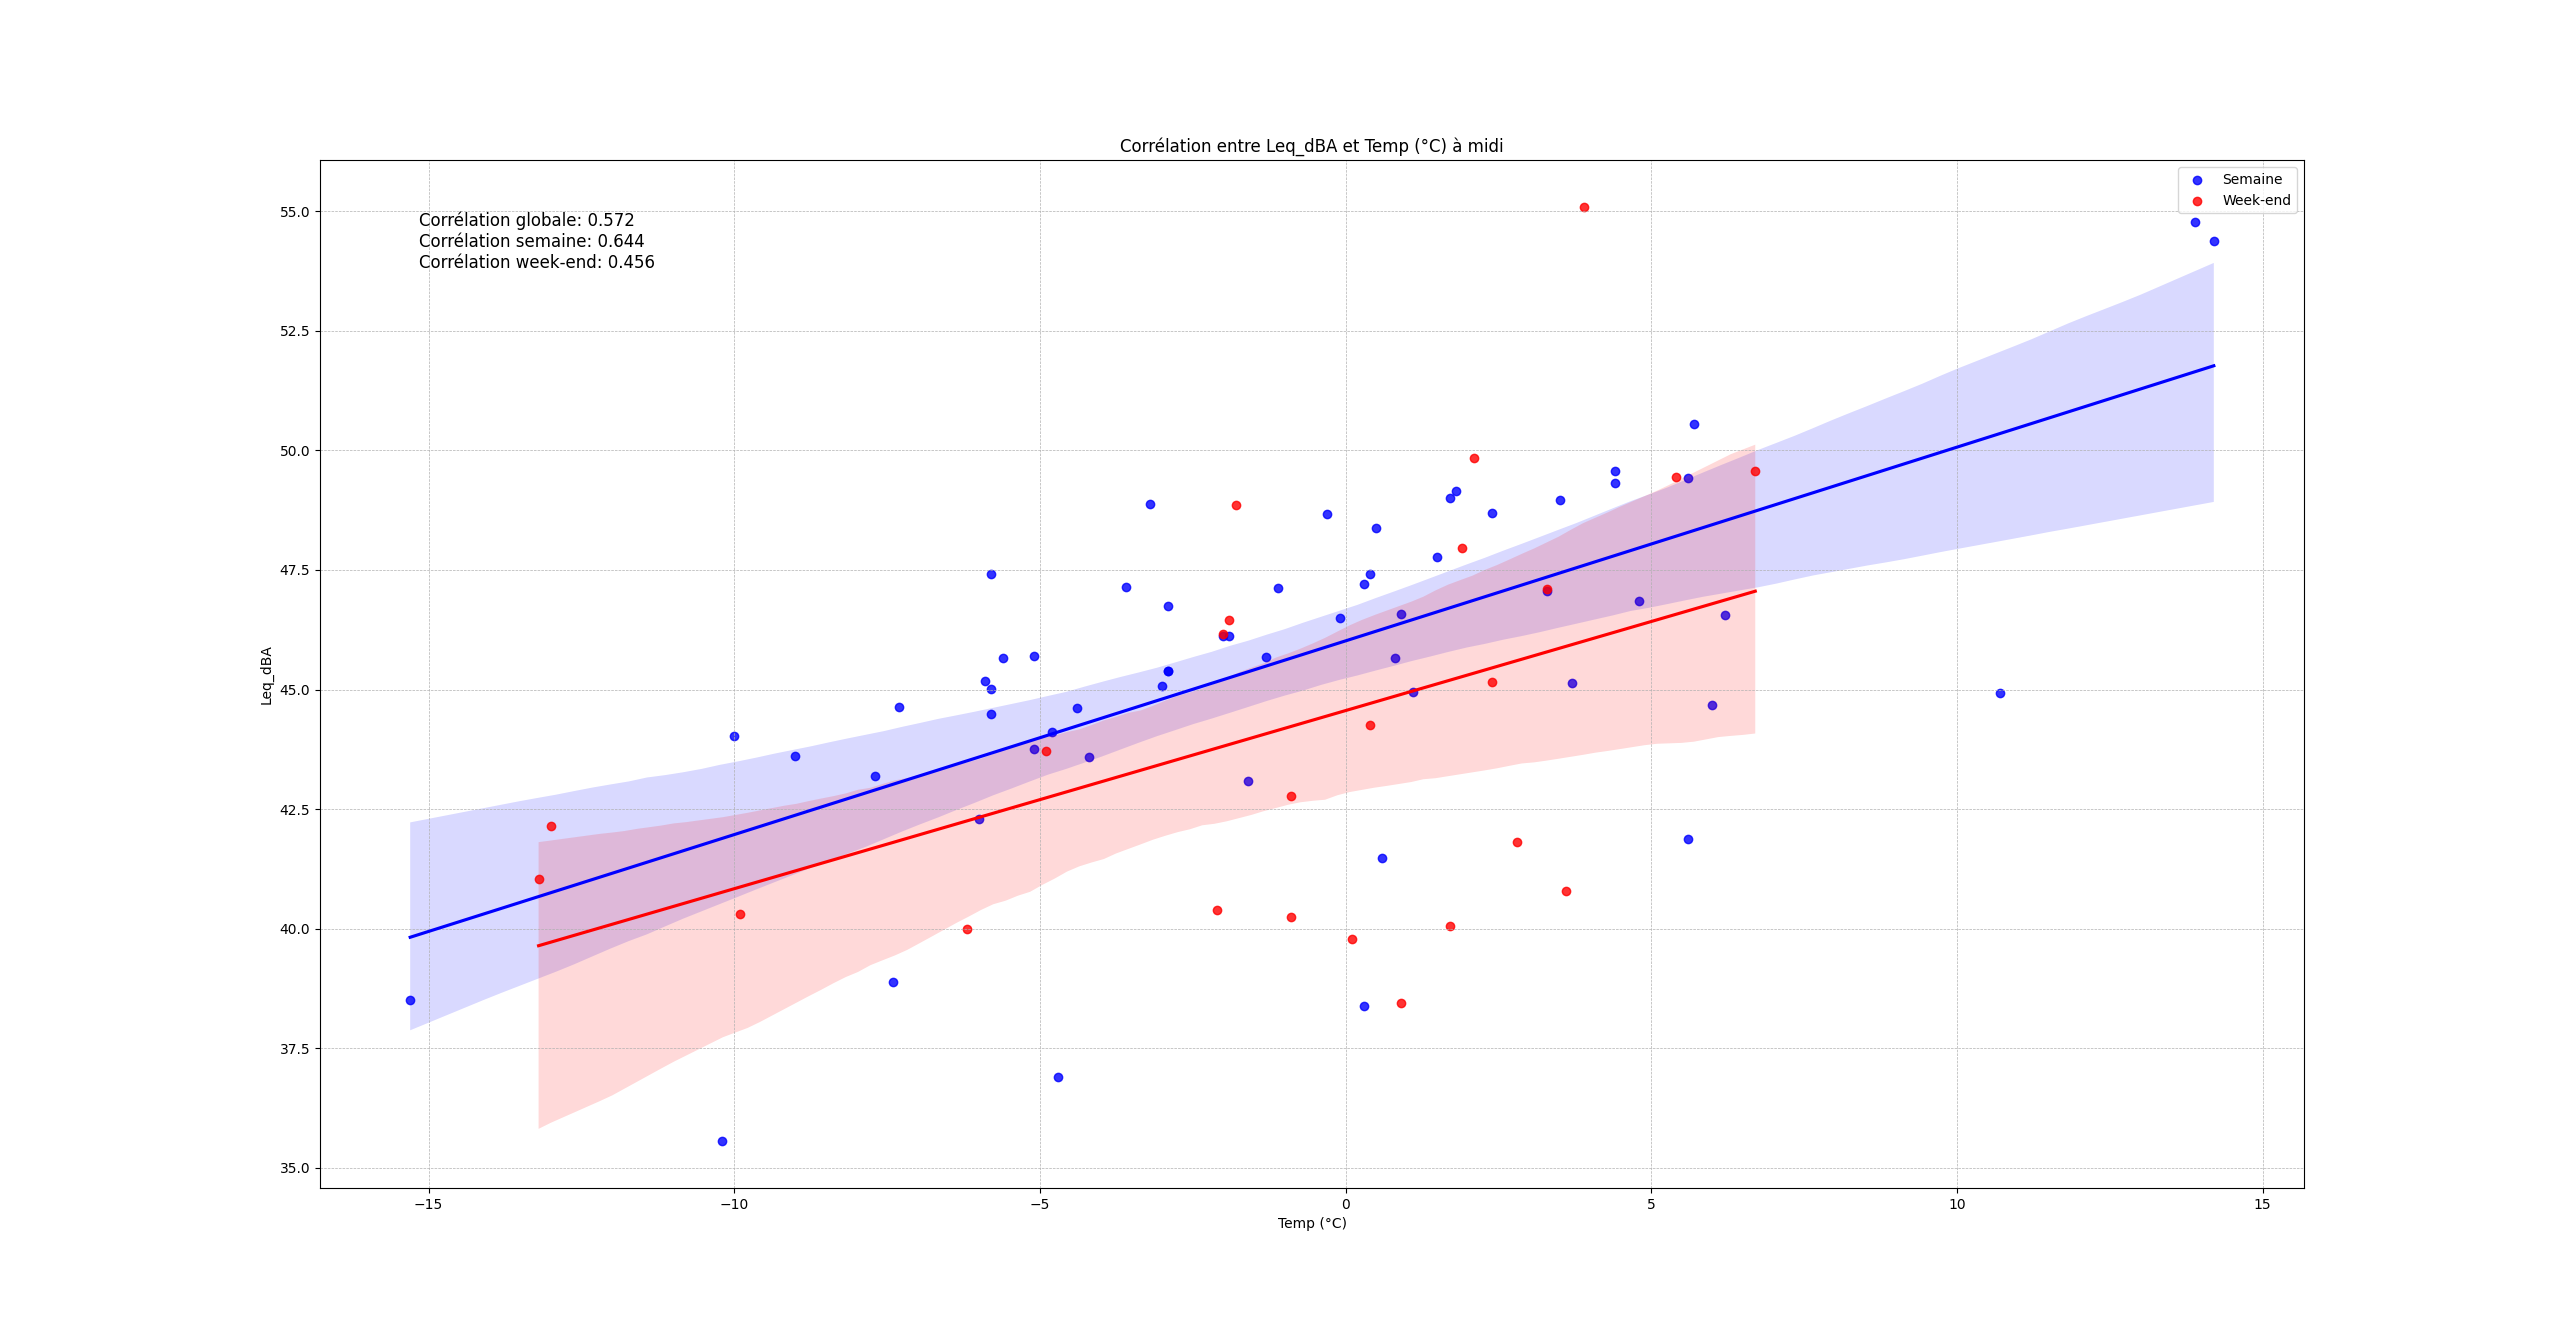 Corrélation entre Leq_dBA et Temp (°C) à midi
Semaine
Week-end
Corrélation globale: 0.572
Corrélation semaine: 0.644
Corrélation week-end: 0.456
55.0
52.5
50.0
47.5
45.0
42.5
40.0
37.5
35.0
Leq_dBA
−15
−10
−5
0
5
10
15
Temp (°C)